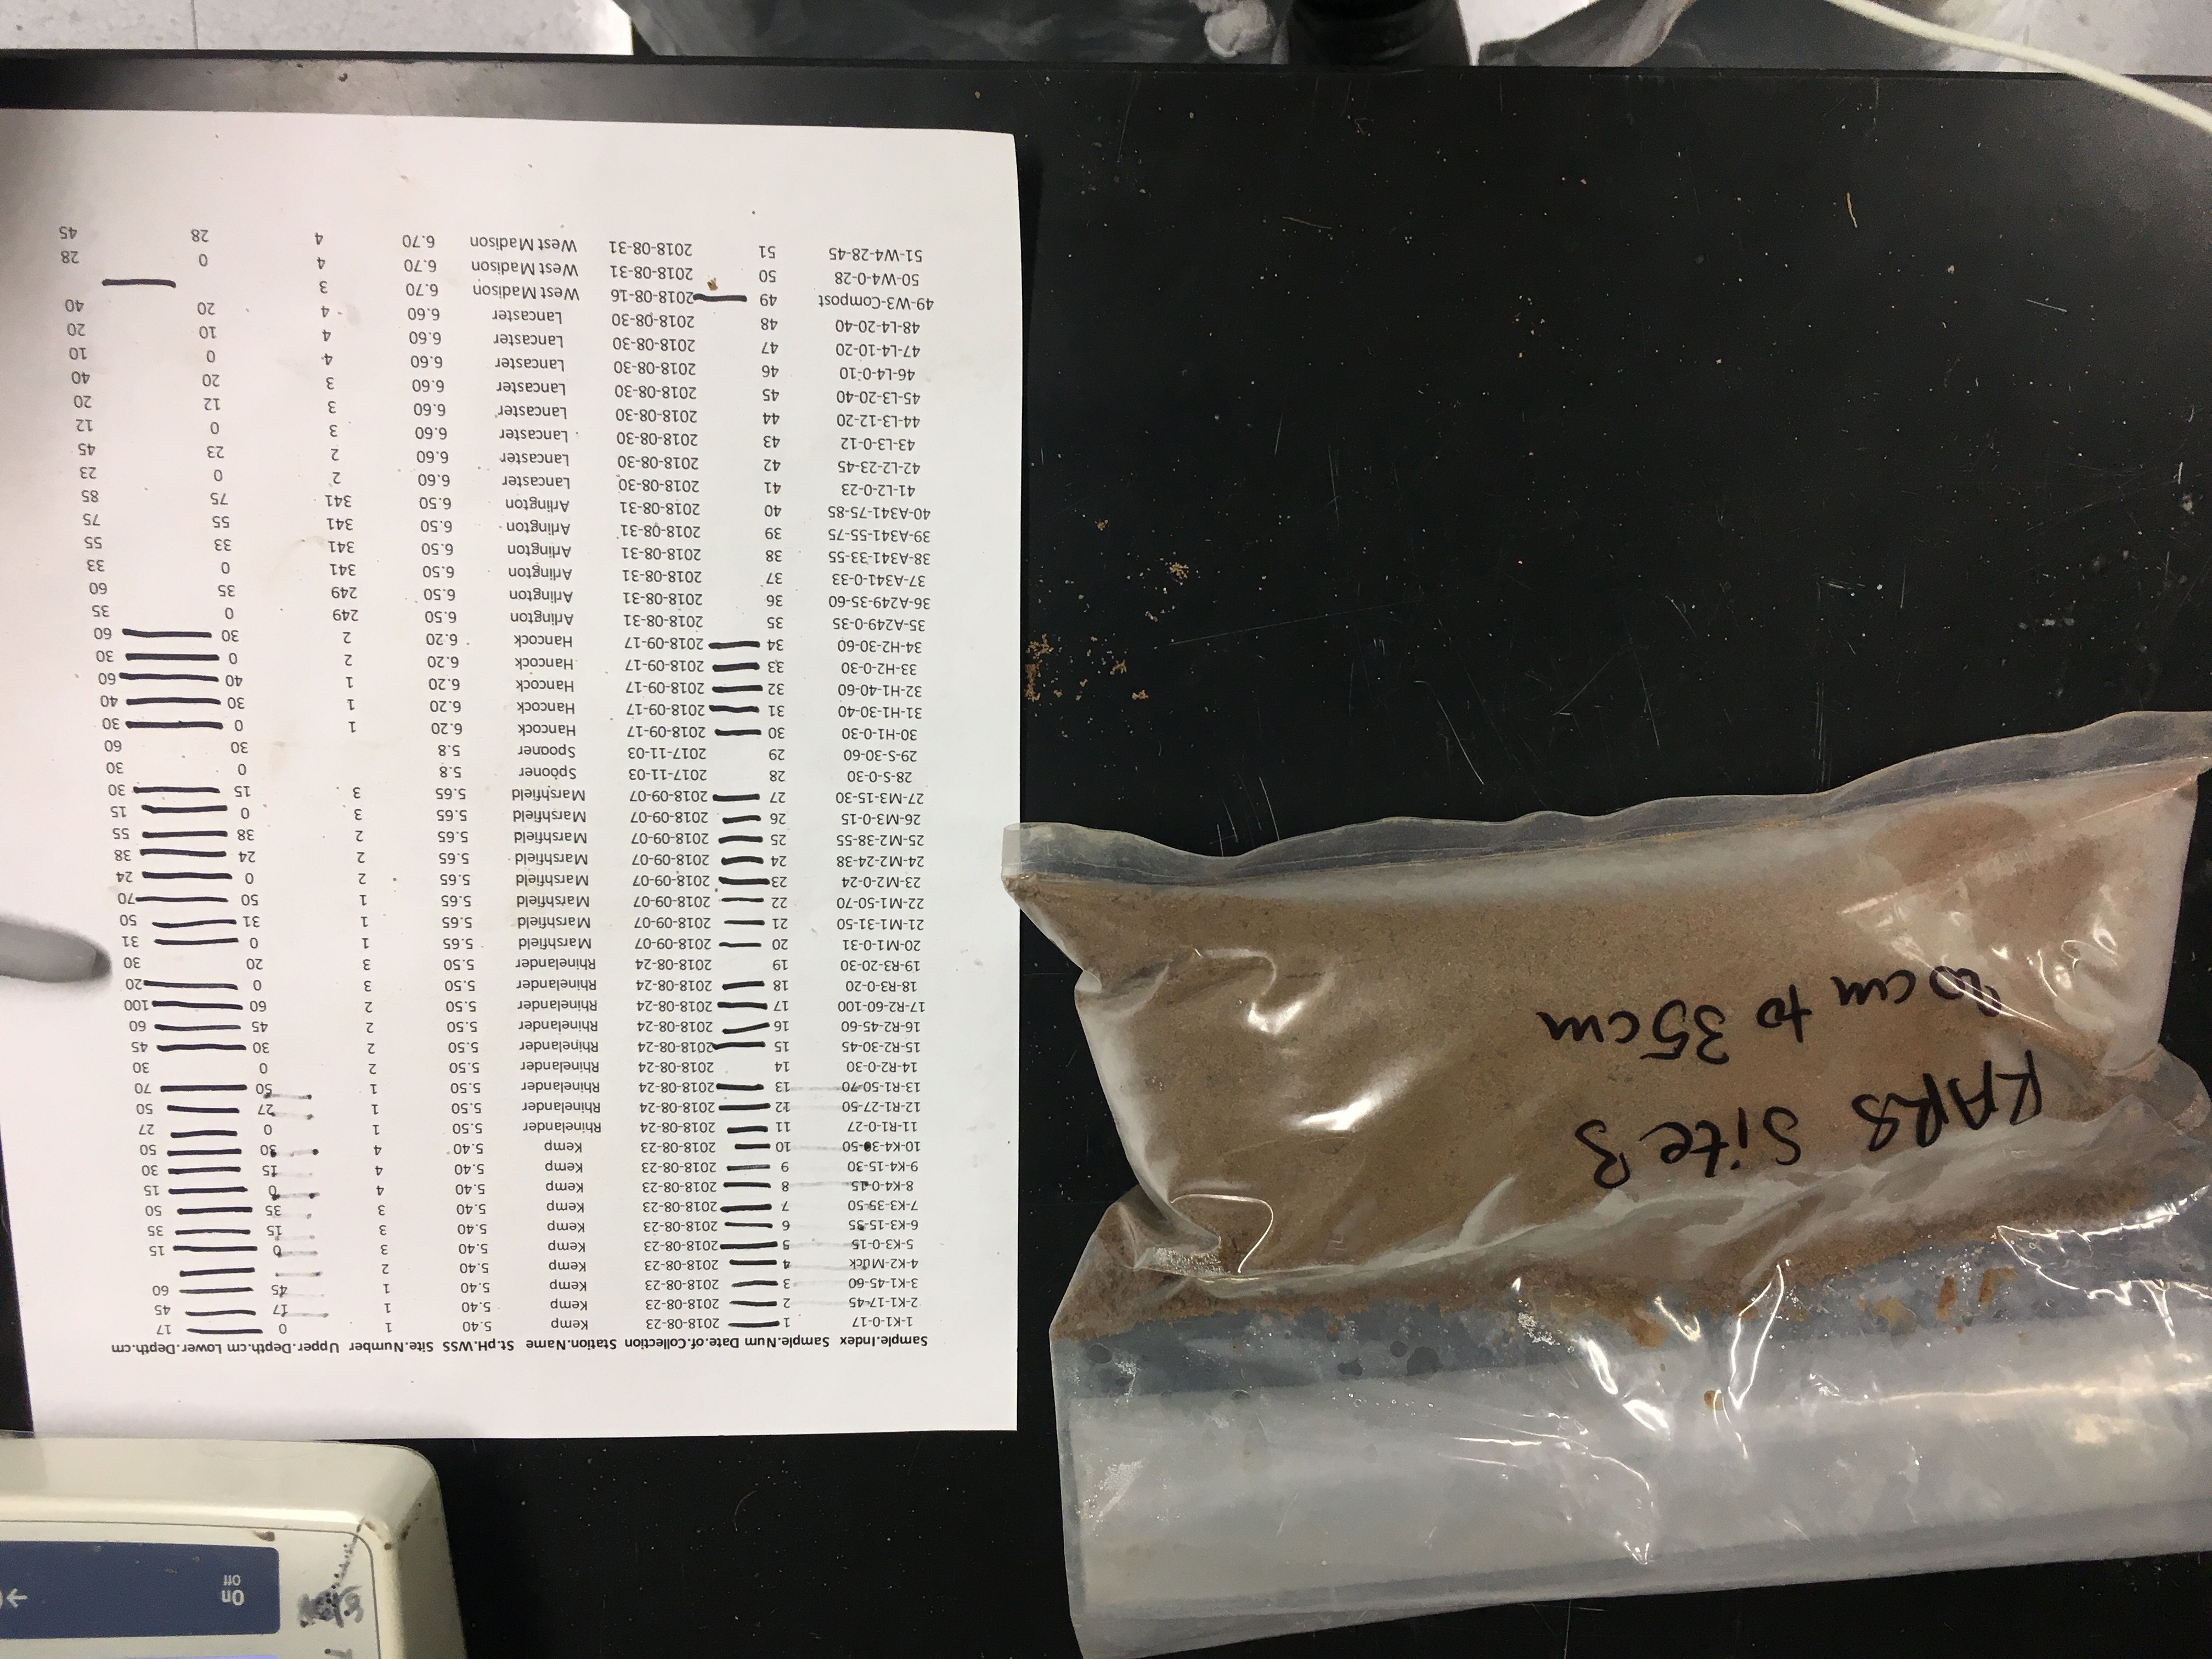 RARS Site 3
20 cm to 35cm
On
Off
Sample.Index Sample.Num Date.of.Collection Station.Name St.pH.WSS Site.Number Upper.Depth.cm Lower.Depth.cm
1-K1-0-17 1 2018-08-23 Kemp 5.40 1 0 17
2-K1-17-45 2 2018-08-23 Kemp 5.40 1 17 45
3-K1-45-60 3 2018-08-23 Kemp 5.40 1 45 60
4-K2-Muck 4 2018-08-23 Kemp 5.40 2
5-K3-0-15 5 2018-08-23 Kemp 5.40 3 0 15
6-K3-15-35 6 2018-08-23 Kemp 5.40 3 15 35
7-K3-35-50 7 2018-08-23 Kemp 5.40 3 35 50
8-K4-0-15 8 2018-08-23 Kemp 5.40 4 0 15
9-K4-15-30 9 2018-08-23 Kemp 5.40 4 15 30
10-K4-30-50 10 2018-08-23 Kemp 5.40 4 30 50
11-R1-0-27 11 2018-08-24 Rhinelander 5.50 1 0 27
12-R1-27-50 12 2018-08-24 Rhinelander 5.50 1 27 50
13-R1-50-70 13 2018-08-24 Rhinelander 5.50 1 50 70
14-R2-0-30 14 2018-08-24 Rhinelander 5.50 2 0 30
15-R2-30-45 15 2018-08-24 Rhinelander 5.50 2 30 45
16-R2-45-60 16 2018-08-24 Rhinelander 5.50 2 45 60
17-R2-60-100 17 2018-08-24 Rhinelander 5.50 2 60 100
18-R3-0-20 18 2018-08-24 Rhinelander 5.50 3 0 20
19-R3-20-30 19 2018-08-24 Rhinelander 5.50 3 20 30
20-M1-0-31 20 2018-09-07 Marshfield 5.65 1 0 31
21-M1-31-50 21 2018-09-07 Marshfield 5.65 1 31 50
22-M1-50-70 22 2018-09-07 Marshfield 5.65 1 50 70
23-M2-0-24 23 2018-09-07 Marshfield 5.65 2 0 24
24-M2-24-38 24 2018-09-07 Marshfield 5.65 2 24 38
25-M2-38-55 25 2018-09-07 Marshfield 5.65 2 38 55
26-M3-0-15 26 2018-09-07 Marshfield 5.65 3 0 15
27-M3-15-30 27 2018-09-07 Marshfield 5.65 3 15 30
28-S-0-30 28 2017-11-03 Spooner 5.8 0 30
29-S-30-60 29 2017-11-03 Spooner 5.8 30 60
30-H1-0-30 30 2018-09-17 Hancock 6.20 1 0 30
31-H1-30-40 31 2018-09-17 Hancock 6.20 1 30 40
32-H1-40-60 32 2018-09-17 Hancock 6.20 1 40 60
33-H2-0-30 33 2018-09-17 Hancock 6.20 2 0 30
34-H2-30-60 34 2018-09-17 Hancock 6.20 2 30 60
35-A249-0-35 35 2018-08-31 Arlington 6.50 249 0 35
36-A249-35-60 36 2018-08-31 Arlington 6.50 249 35 60
37-A341-0-33 37 2018-08-31 Arlington 6.50 341 0 33
38-A341-33-55 38 2018-08-31 Arlington 6.50 341 33 55
39-A341-55-75 39 2018-08-31 Arlington 6.50 341 55 75
40-A341-75-85 40 2018-08-31 Arlington 6.50 341 75 85
41-L2-0-23 41 2018-08-30 Lancaster 6.60 2 0 23
42-L2-23-45 42 2018-08-30 Lancaster 6.60 2 23 45
43-L3-0-12 43 2018-08-30 Lancaster 6.60 3 0 12
44-L3-12-20 44 2018-08-30 Lancaster 6.60 3 12 20
45-L3-20-40 45 2018-08-30 Lancaster 6.60 3 20 40
46-L4-0-10 46 2018-08-30 Lancaster 6.60 4 0 10
47-L4-10-20 47 2018-08-30 Lancaster 6.60 4 10 20
48-L4-20-40 48 2018-08-30 Lancaster 6.60 4 20 40
49-W3-Compost 49 2018-08-16 West Madison 6.70 3
50-W4-0-28 50 2018-08-31 West Madison 6.70 4 0 28
51-W4-28-45 51 2018-08-31 West Madison 6.70 4 28 45